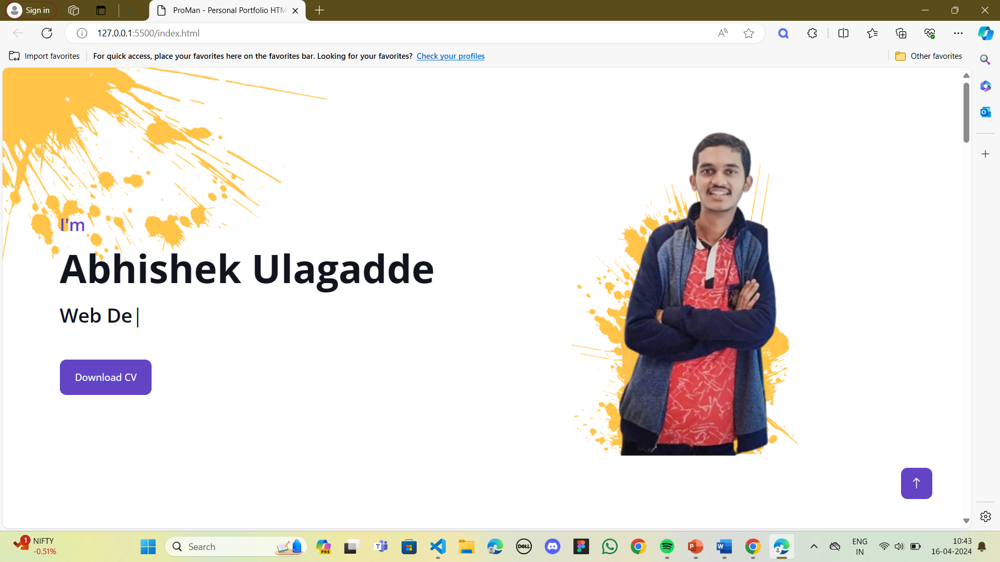 Sign in
ProMan - Personal Portfolio HTM
127.0.0.1:5500/index.html
Import favorites
For quick access, place your favorites here on the favorites bar. Looking for your favorites? Check your profiles
Other favorites
I'm
Abhishek Ulagadde
Web De|
Download CV
1
NIFTY
-0.51%
Search
PRE
DELL
ENG
IN
10:43
16-04-2024